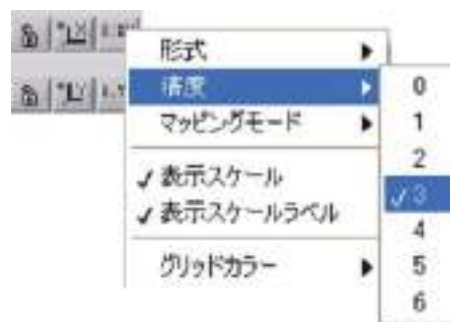 形式
精度
マッピングモード
✓表示スケール
✓表示スケールラベル
グリッドカラー
0
1
2
✓3
4
5
6